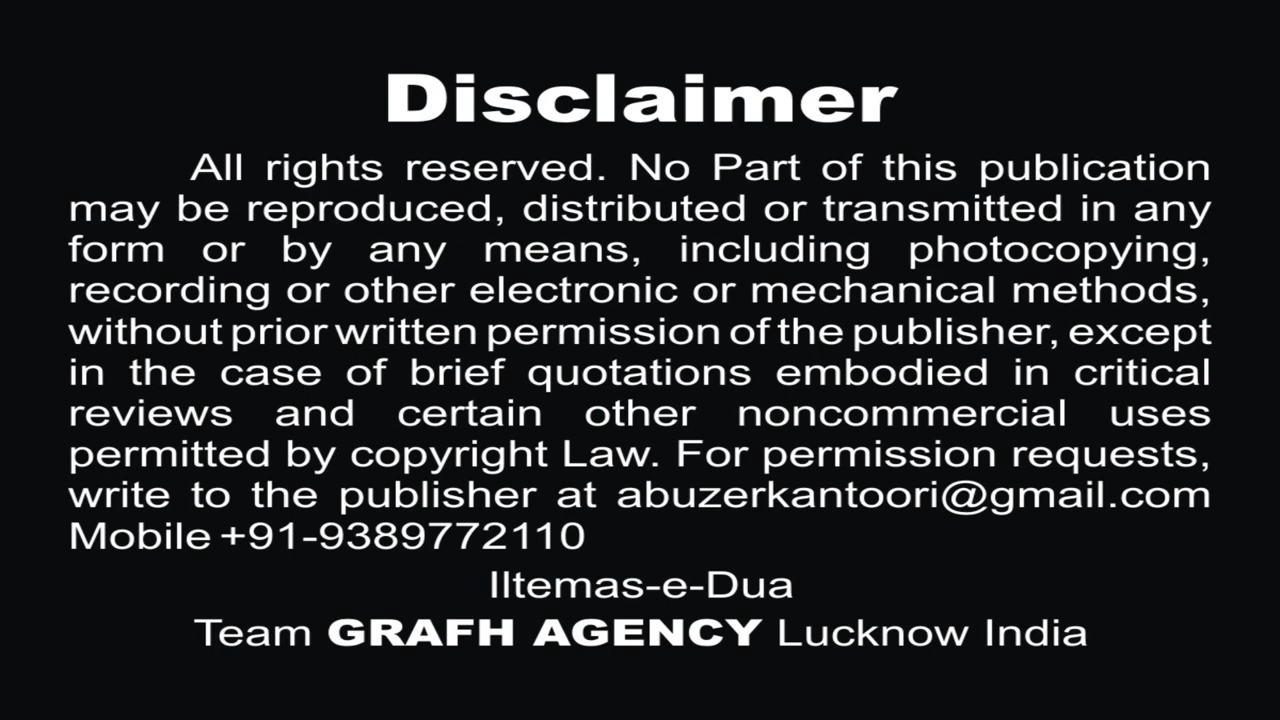 Disclaimer
All rights reserved. No Part of this publication
may be reproduced, distributed or transmitted in any
form or by any means, including photocopying,
recording or other electronic or mechanical methods,
without prior written permission of the publisher, except
in the case of brief quotations embodied in critical
reviews and certain other noncommercial uses
permitted by copyright Law. For permission requests,
write to the publisher at abuzerkantoori@gmail.com
Mobile +91-9389772110
Iltemas-e-Dua
Team GRAFH AGENCY Lucknow India